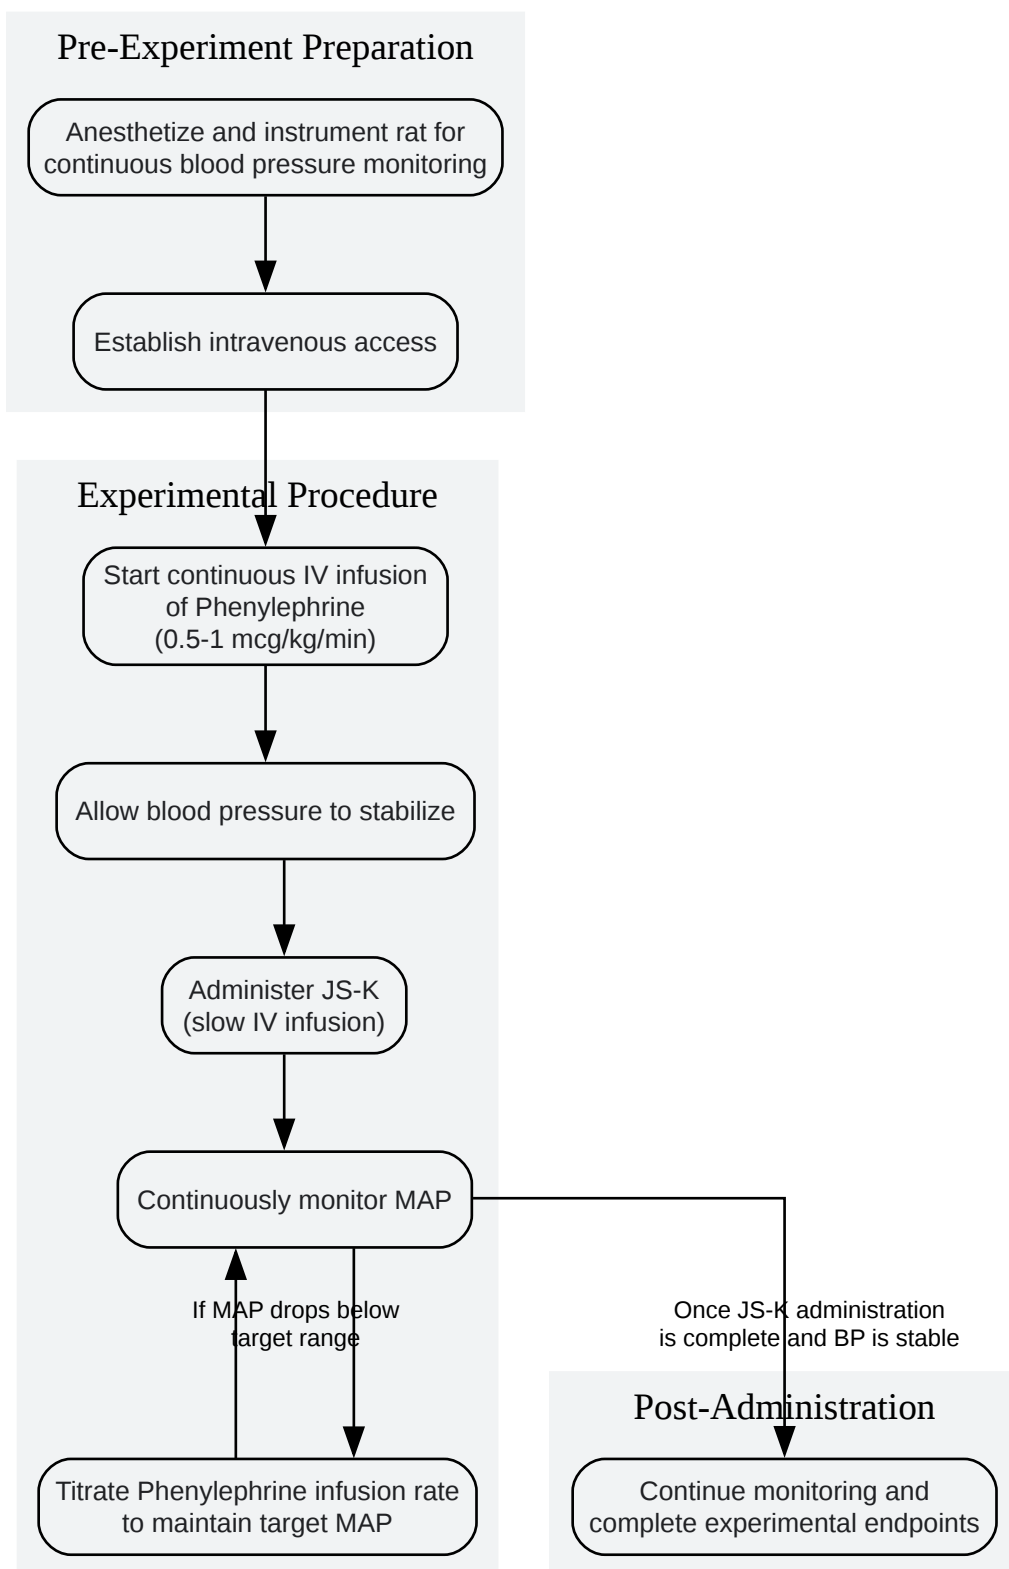 Pre-Experiment Preparation
Anesthetize and instrument rat for
continuous blood pressure monitoring
Establish intravenous access
Experimental Procedure
Start continuous IV infusion
of Phenylephrine
(0.5-1 mcg/kg/min)
Allow blood pressure to stabilize
Administer JS-K
(slow IV infusion)
Continuously monitor MAP
If MAP drops below
target range
Once JS-K administration
is complete and BP is stable
Titrate Phenylephrine infusion rate
to maintain target MAP
Post-Administration
Continue monitoring and
complete experimental endpoints